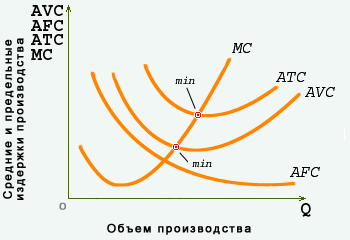 AVC
AFC
ATC
MC
Средние и предельные
издержки производства
MC
min
ATC
AVC
min
AFC
O
Q
Объем производства